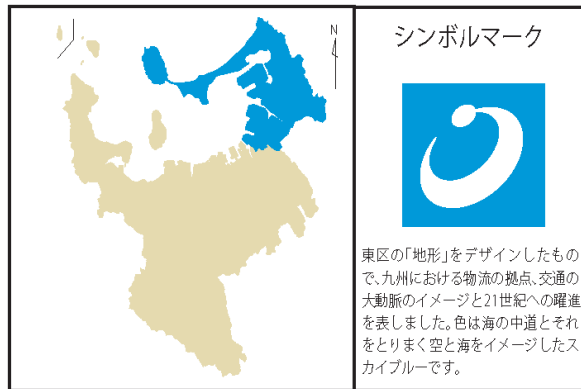 N
シンボルマーク
東区の「地形」をデザインしたもの
で、九州における物流の拠点、交通の
大動脈のイメージと21世紀への躍進
を表しました。色は海の中道とそれ
をとりまく空と海をイメージしたス
カイブルーです。